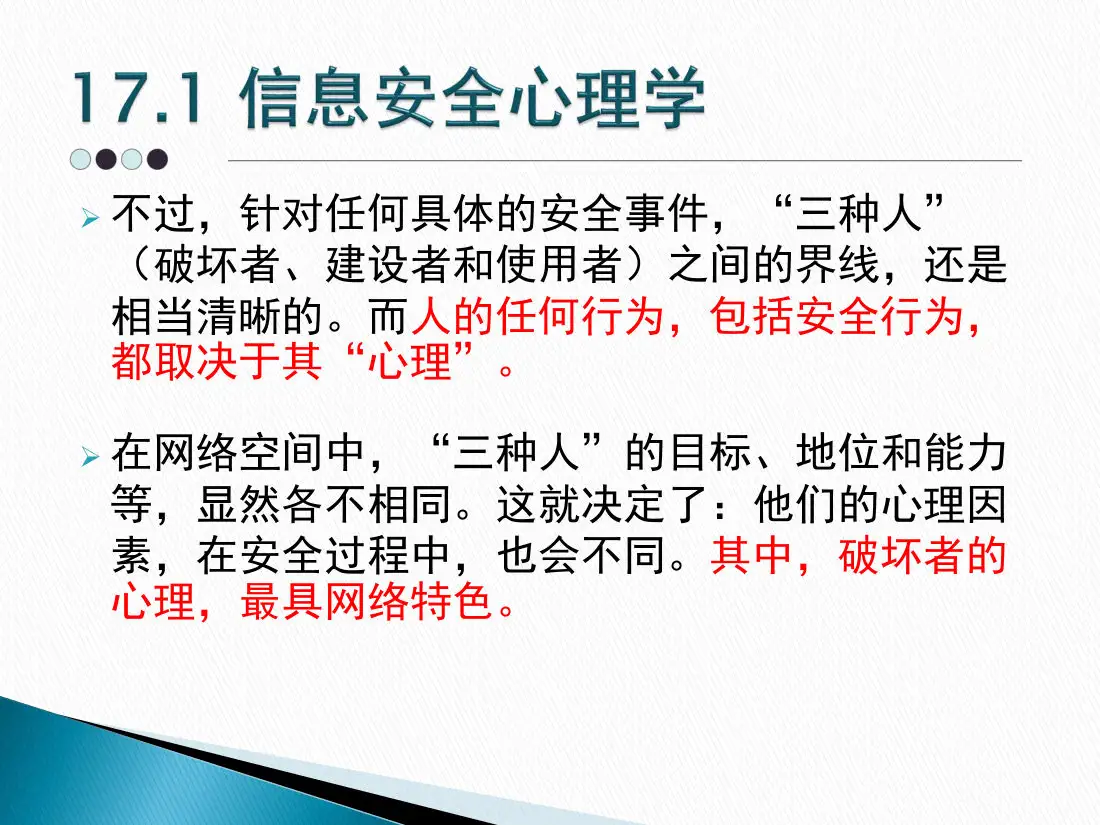 17.1 信息安全心理学
不过，针对任何具体的安全事件，“三种人”
（破坏者、建设者和使用者）之间的界线，还是
相当清晰的。而人的任何行为，包括安全行为，
都取决于其“心理”。
在网络空间中，“三种人”的目标、地位和能力
等，显然各不相同。这就决定了：他们的心理因
素，在安全过程中，也会不同。其中，破坏者的
心理，最具网络特色。